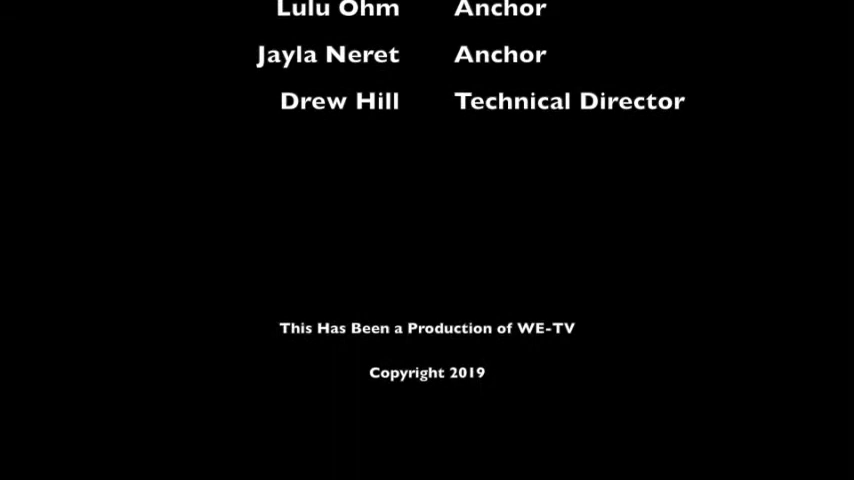 Lulu Ohm Anchor
Jayla Neret Anchor
Drew Hill Technical Director
This Has Been a Production of WE-TV
Copyright 2019